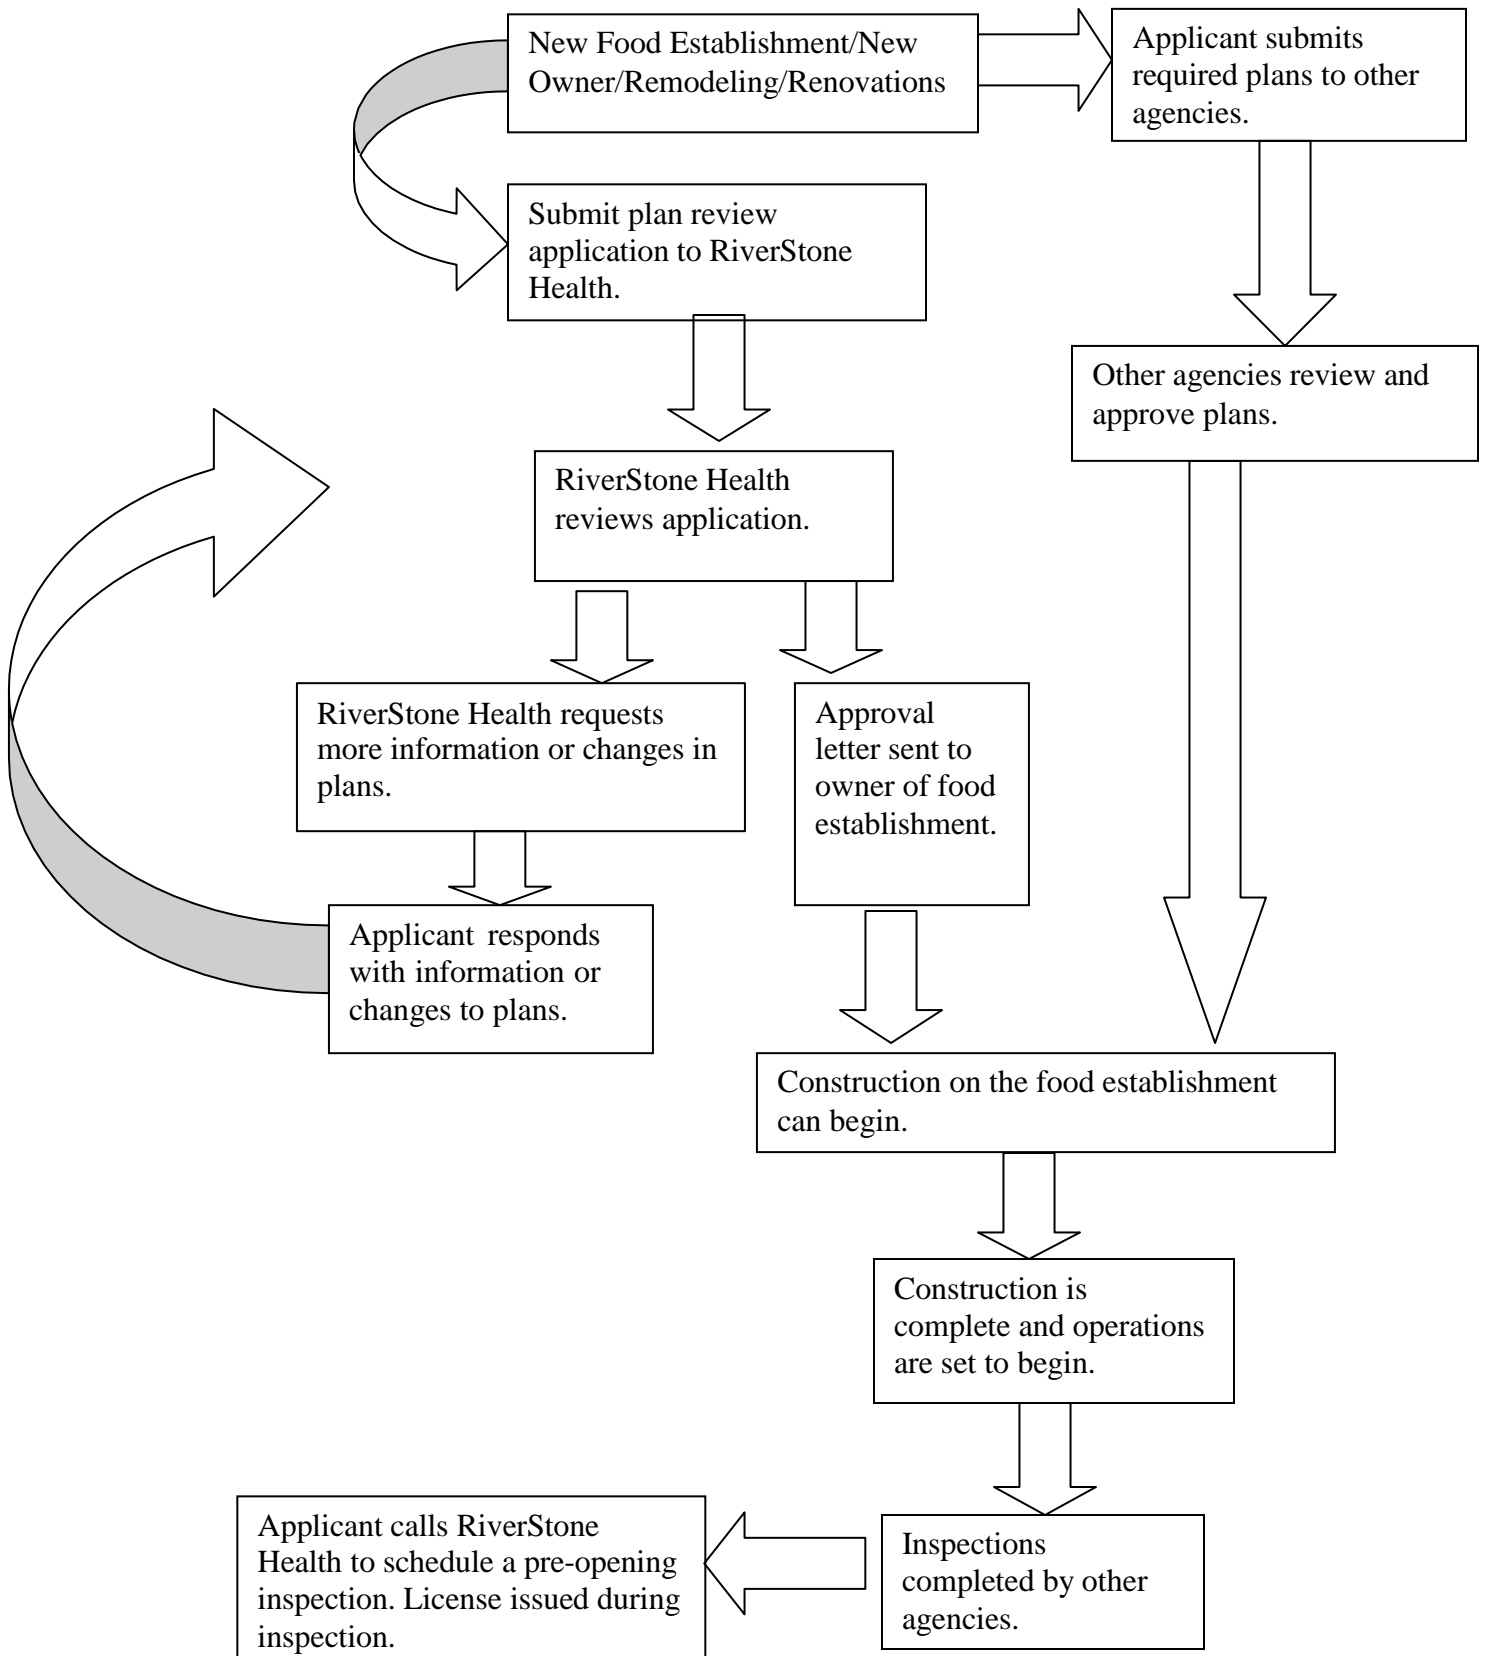 New Food Establishment/New
Owner/Remodeling/Renovations
Applicant submits
required plans to other
agencies.
Submit plan review
application to RiverStone
Health.
Other agencies review and
approve plans.
RiverStone Health
reviews application.
RiverStone Health requests
more information or changes in
plans.
Approval
letter sent to
owner of food
establishment.
Applicant responds
with information or
changes to plans.
Construction on the food establishment
can begin.
Construction is
complete and operations
are set to begin.
Inspections
completed by other
agencies.
Applicant calls RiverStone
Health to schedule a pre-opening
inspection. License issued during
inspection.